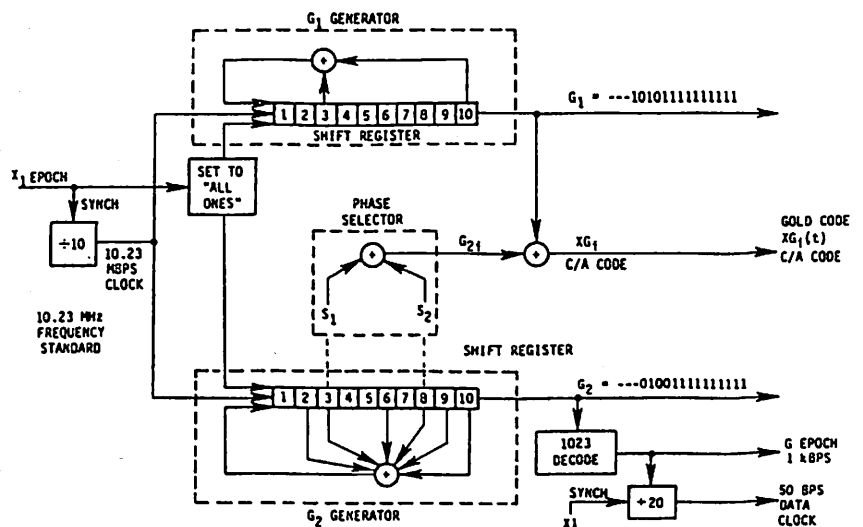 G1 GENERATOR
+
G1 = ---10101111111111
1 2 3 4 5 6 7 8 9 10
SHIFT REGISTER
X1 EPOCH
SET TO
"ALL
ONES"
SYNCH
÷10
10.23
MBPS
CLOCK
10.23 MHz
FREQUENCY
STANDARD
PHASE
SELECTOR
+
G2i
+
XGi
C/A CODE
GOLD CODE
XGi(t)
C/A CODE
S1
S2
SHIFT REGISTER
G2 = ---01001111111111
1 2 3 4 5 6 7 8 9 10
+
G2 GENERATOR
1023
DECODE
G EPOCH
1 kBPS
SYNCH
X1
÷20
50 BPS
DATA
CLOCK